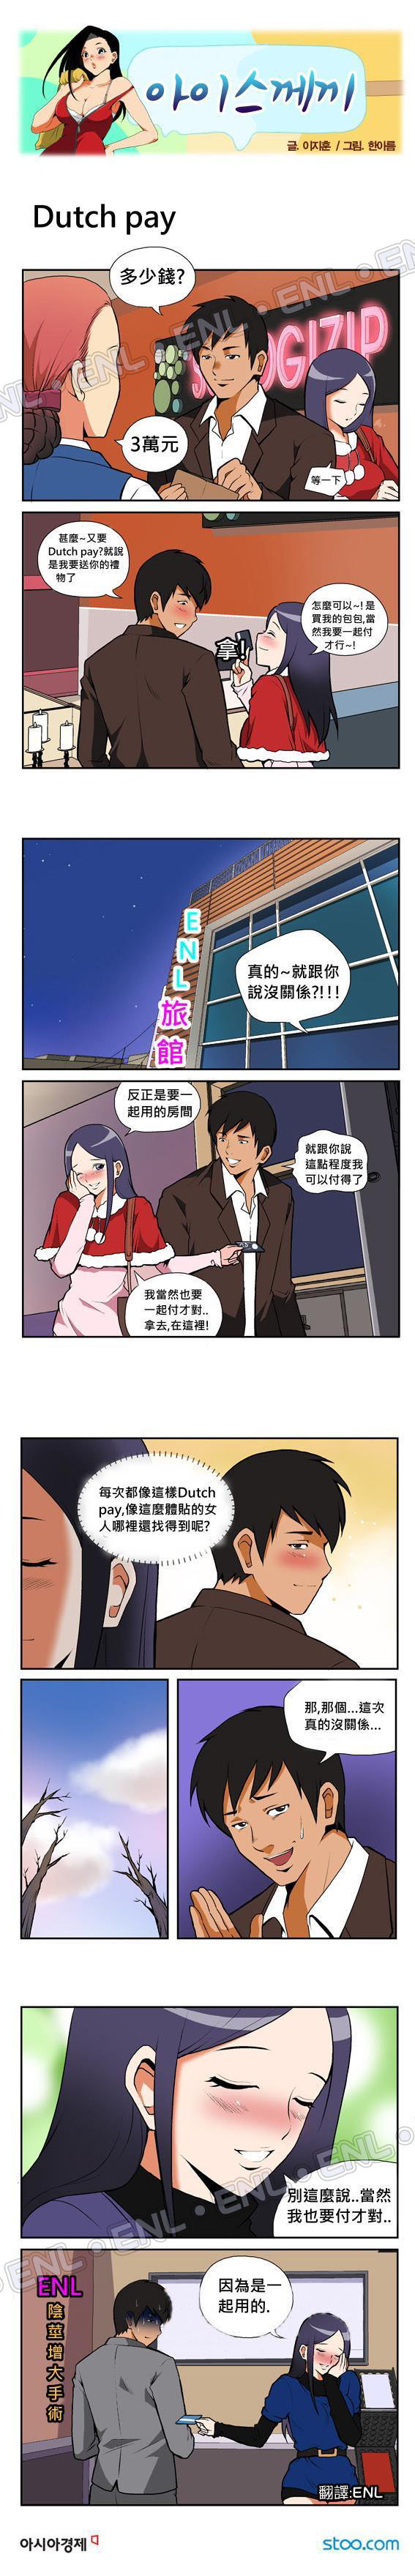 아이스께끼
글. 이지훈 / 그림. 한아름
Dutch pay
多少錢?
SOGIZIP
3萬元
等一下
甚麼~又要
Dutch pay?就說
是我要送你的禮
物了
怎麼可以~! 是
買我的包包,當
然我要一起付
才行~!
拿!
ENL旅館
真的~就跟你
說沒關係?!!!
反正是要一
起用的房間
就跟你說
這點程度我
可以付得了
我當然也要
一起付才對..
拿去,在這裡!
每次都像這樣Dutch
pay,像這麼體貼的女
人哪裡還找得到呢?
那,那個...這次
真的沒關係...
別這麼說..當然
我也要付才對..
ENL • ENL • ENL • ENL
ENL
陰莖增大手術
因為是一
起用的.
翻譯:ENL
아시아경제
stoo.com